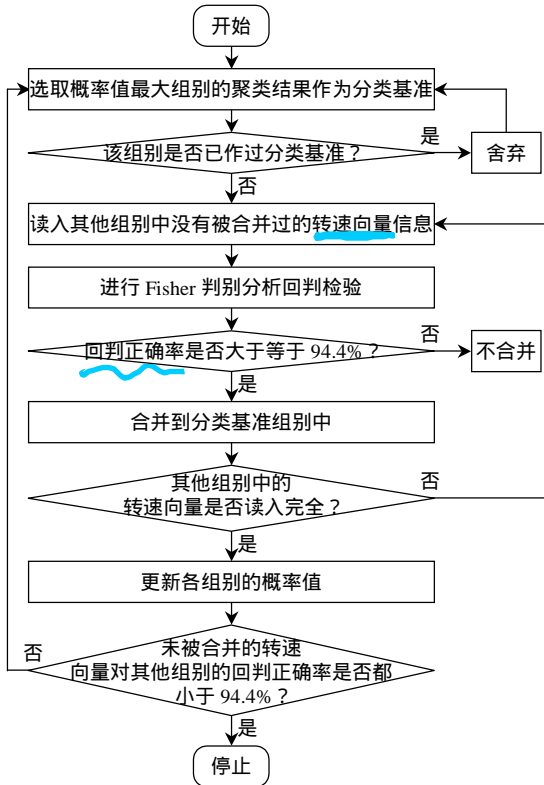 开始
选取概率值最大组别的聚类结果作为分类基准
该组别是否已作过分类基准？
是
舍弃
否
读入其他组别中没有被合并过的转速向量信息
进行 Fisher 判别分析回判检验
回判正确率是否大于等于 94.4%？
否
不合并
是
合并到分类基准组别中
其他组别中的
转速向量是否读入完全？
否
是
更新各组别的概率值
未被合并的转速
向量对其他组别的回判正确率是否都
小于 94.4%？
否
是
停止